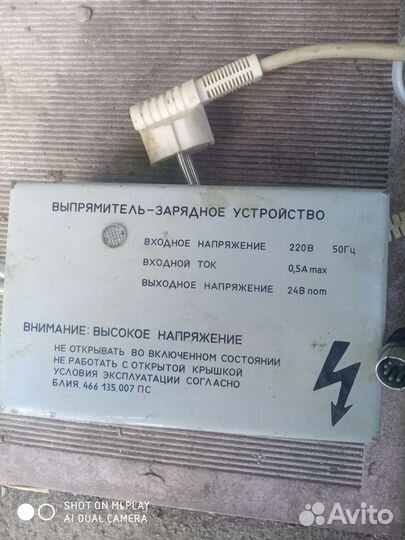 ВЫПРЯМИТЕЛЬ-ЗАРЯДНОЕ УСТРОЙСТВО
ВХОДНОЕ НАПРЯЖЕНИЕ 220В 50Гц
ВХОДНОЙ ТОК 0,5А max
ВЫХОДНОЕ НАПРЯЖЕНИЕ 24В nom
ВНИМАНИЕ: ВЫСОКОЕ НАПРЯЖЕНИЕ
НЕ ОТКРЫВАТЬ ВО ВКЛЮЧЕННОМ СОСТОЯНИИ
НЕ РАБОТАТЬ С ОТКРЫТОЙ КРЫШКОЙ
УСЛОВИЯ ЭКСПЛУАТАЦИИ СОГЛАСНО
БЛИЯ. 466 135.007 ПС
SHOT ON MI PLAY
AI DUAL CAMERA
Avito